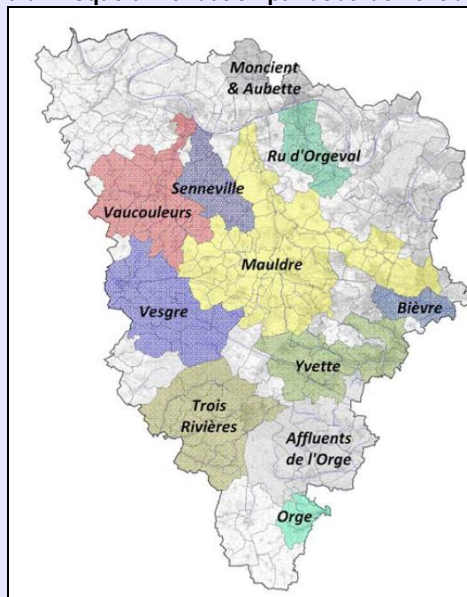 Moncient
& Aubette
Ru d'Orgeval
Senneville
Vaucouleurs
Mauldre
Vesgre
Bièvre
Yvette
Trois
Rivières
Affluents
de l'Orge
Orge